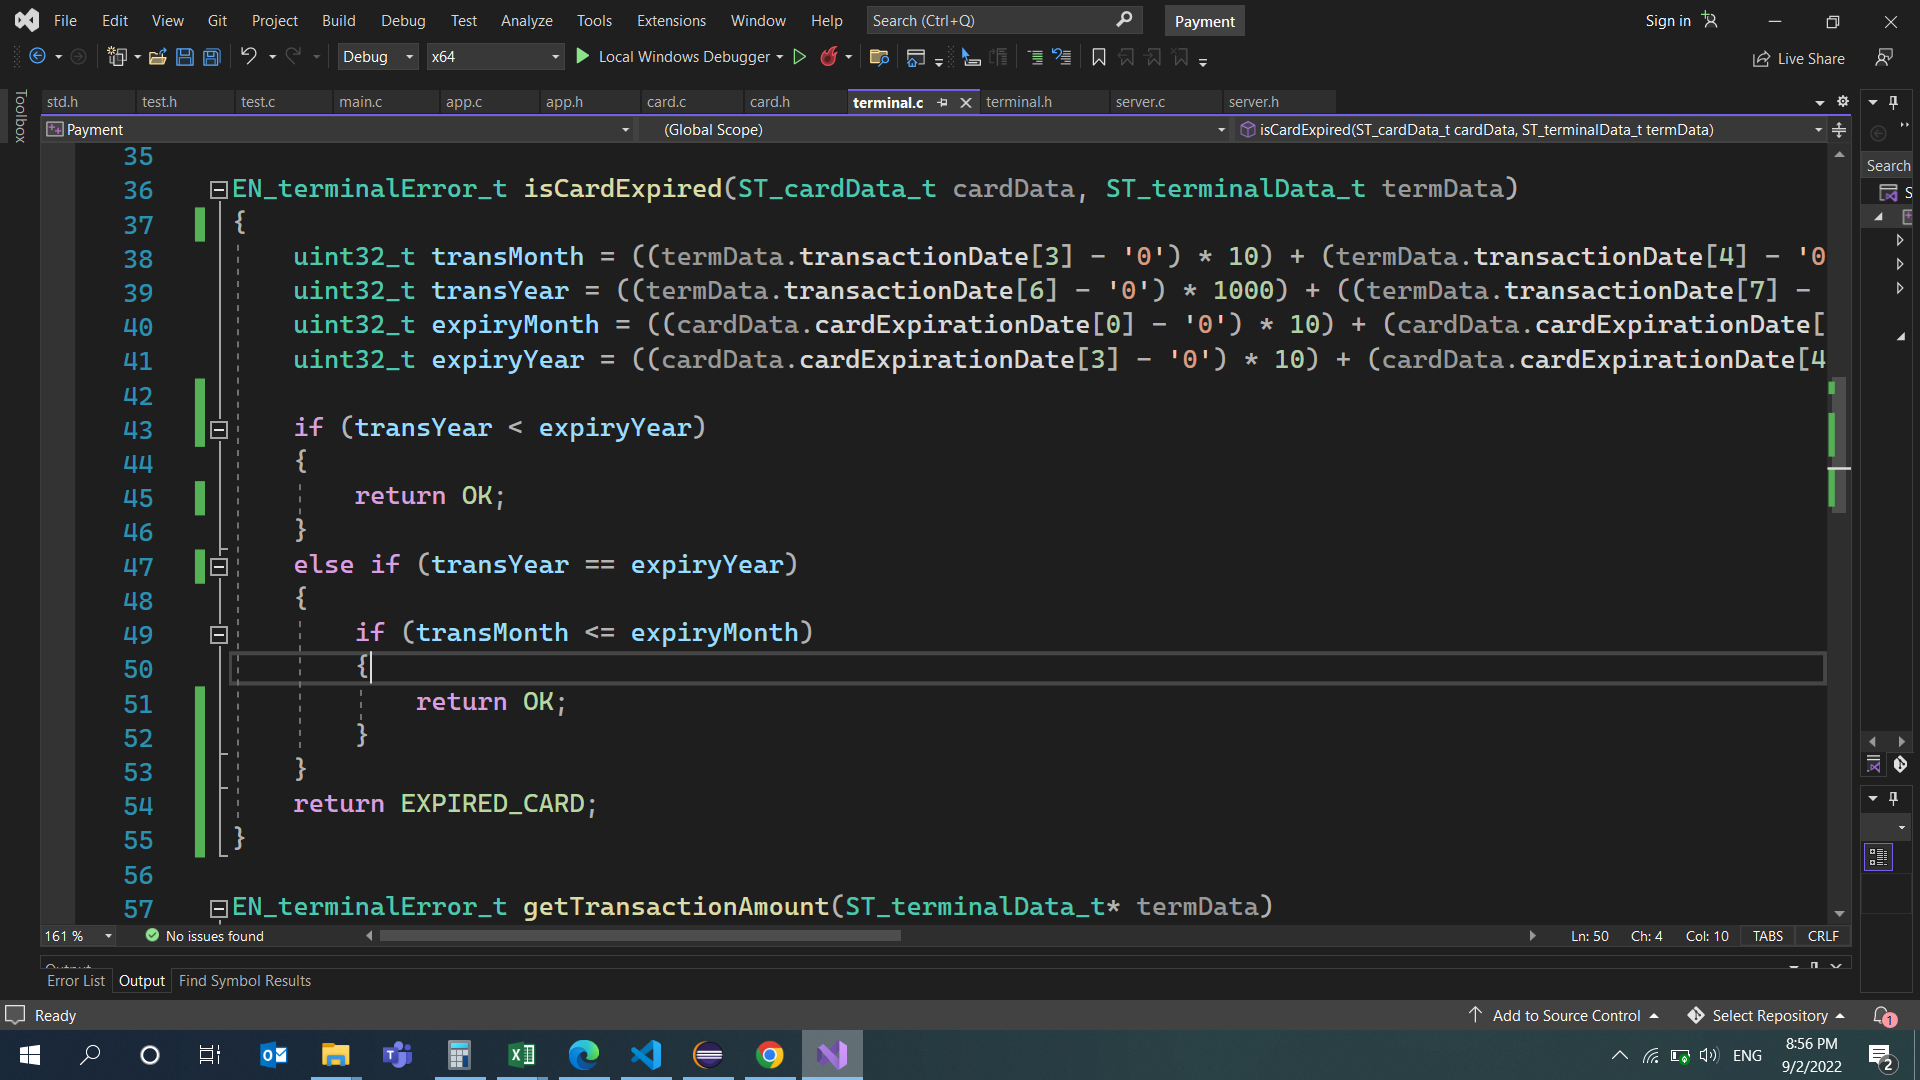 File Edit View Git Project Build Debug Test Analyze Tools Extensions Window Help Search (Ctrl+Q) Payment Sign in
Debug x64 Local Windows Debugger Live Share
Toolbox
std.h test.h test.c main.c app.c app.h card.c card.h terminal.c terminal.h server.c server.h
Payment (Global Scope) isCardExpired(ST_cardData_t cardData, ST_terminalData_t termData)
Search
35
36 EN_terminalError_t isCardExpired(ST_cardData_t cardData, ST_terminalData_t termData)
37 {
38 uint32_t transMonth = ((termData.transactionDate[3] - '0') * 10) + (termData.transactionDate[4] - '0
39 uint32_t transYear = ((termData.transactionDate[6] - '0') * 1000) + ((termData.transactionDate[7] -
40 uint32_t expiryMonth = ((cardData.cardExpirationDate[0] - '0') * 10) + (cardData.cardExpirationDate[
41 uint32_t expiryYear = ((cardData.cardExpirationDate[3] - '0') * 10) + (cardData.cardExpirationDate[4
42
43 if (transYear < expiryYear)
44 {
45 return OK;
46 }
47 else if (transYear == expiryYear)
48 {
49 if (transMonth <= expiryMonth)
50 {
51 return OK;
52 }
53 }
54 return EXPIRED_CARD;
55 }
56
57 EN_terminalError_t getTransactionAmount(ST_terminalData_t* termData)
161 % No issues found Ln: 50 Ch: 4 Col: 10 TABS CRLF
Output
Error List Output Find Symbol Results
Ready Add to Source Control Select Repository 1
ENG 8:56 PM
9/2/2022 2